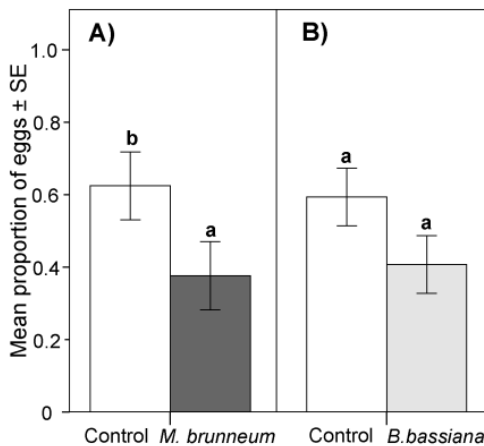 Mean proportion of eggs ± SE
1.0
0.8
0.6
0.4
0.2
0
A)
b
a
Control M. brunneum
B)
a
a
Control B.bassiana